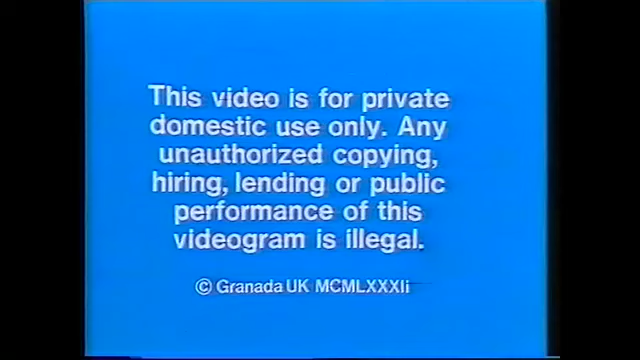 This video is for private
domestic use only. Any
unauthorized copying,
hiring, lending or public
performance of this
videogram is illegal.
© Granada UK MCMLXXXIi